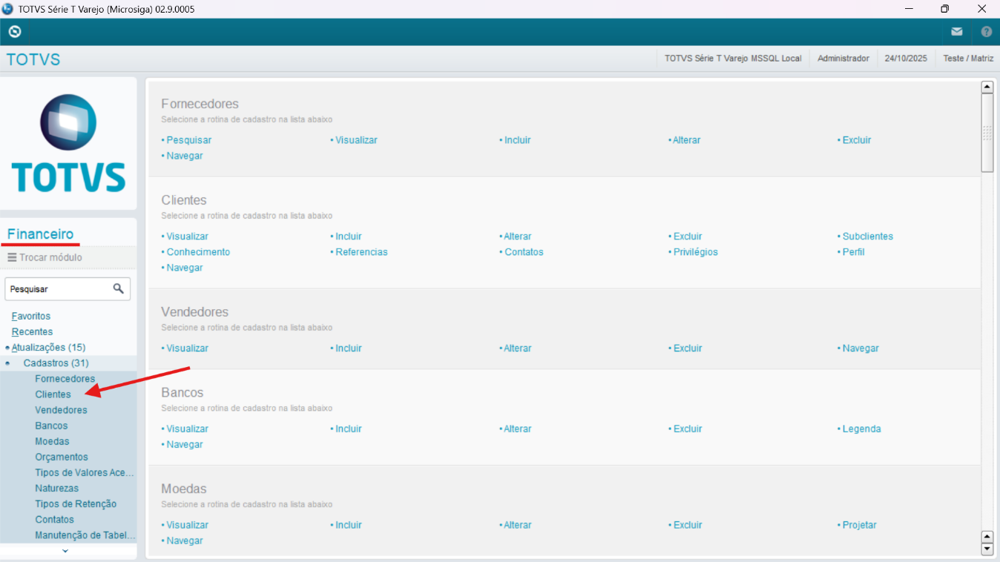 TOTVS Série T Varejo (Microsiga) 02.9.0005
TOTVS
TOTVS Série T Varejo MSSQL Local Administrador 24/10/2025 Teste / Matriz
TOTVS
Financeiro
Trocar módulo
Pesquisar
Favoritos
Recentes
Atualizações (15)
Cadastros (31)
Fornecedores
Clientes
Vendedores
Bancos
Moedas
Orçamentos
Tipos de Valores Ace...
Naturezas
Tipos de Retenção
Contatos
Manutenção de Tabel...
Fornecedores
Selecione a rotina de cadastro na lista abaixo
• Pesquisar • Visualizar • Incluir • Alterar • Excluir
• Navegar
Clientes
Selecione a rotina de cadastro na lista abaixo
• Visualizar • Incluir • Alterar • Excluir • Subclientes
• Conhecimento • Referencias • Contatos • Privilégios • Perfil
• Navegar
Vendedores
Selecione a rotina de cadastro na lista abaixo
• Visualizar • Incluir • Alterar • Excluir • Navegar
Bancos
Selecione a rotina de cadastro na lista abaixo
• Visualizar • Incluir • Alterar • Excluir • Legenda
• Navegar
Moedas
Selecione a rotina de cadastro na lista abaixo
• Visualizar • Incluir • Alterar • Excluir • Projetar
• Navegar